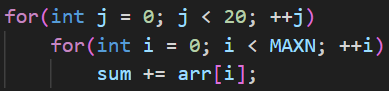 for(int j = 0; j < 20; ++j)
    for(int i = 0; i < MAXN; ++i)
        sum += arr[i];